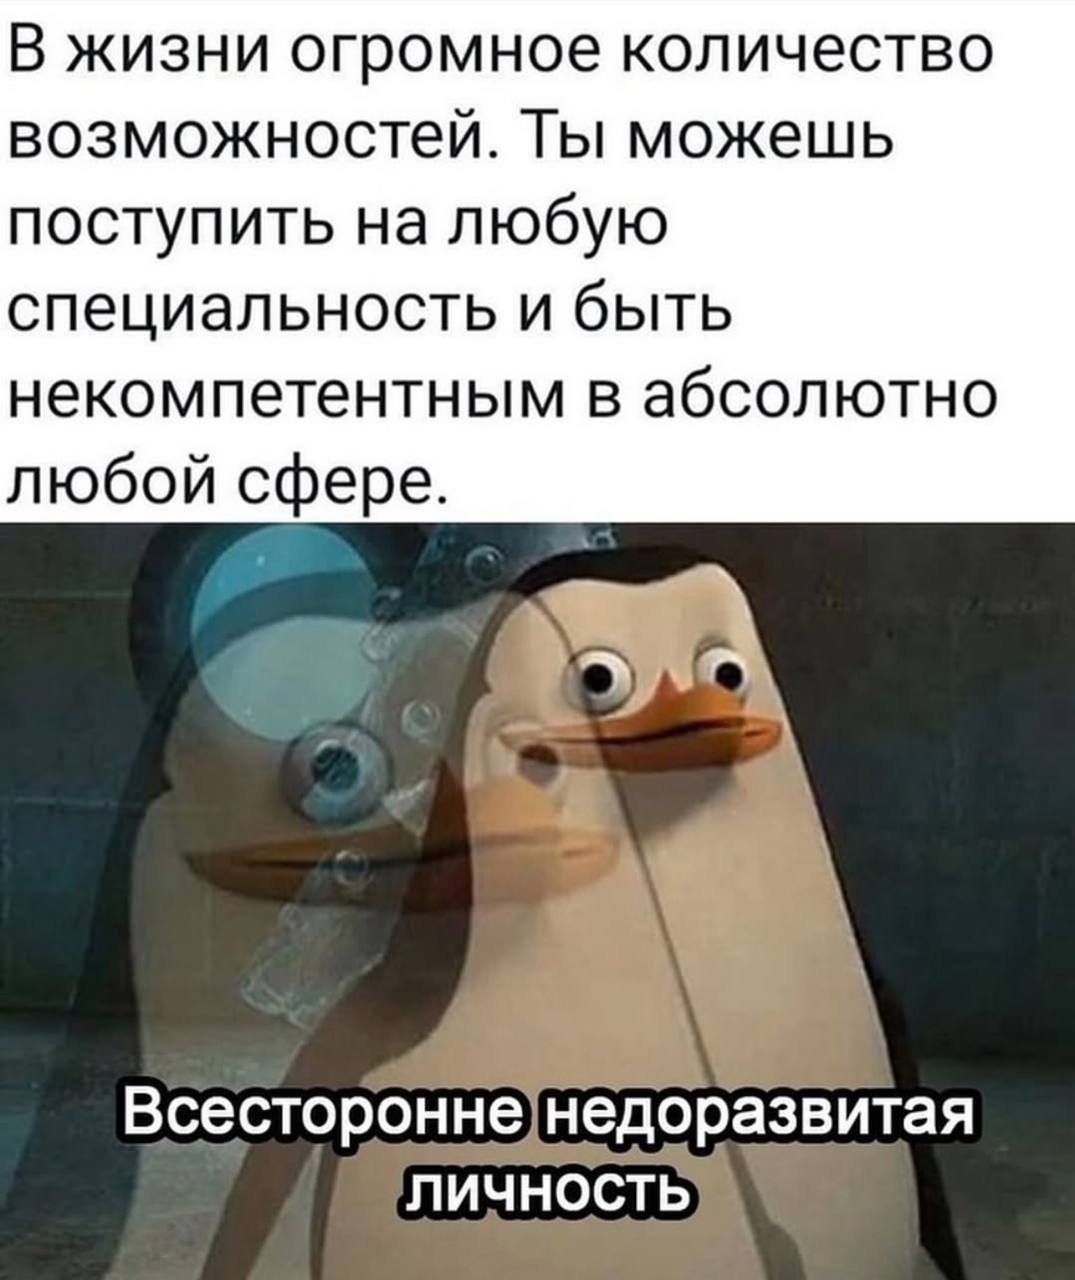 В жизни огромное количество
возможностей. Ты можешь
поступить на любую
специальность и быть
некомпетентным в абсолютно
любой сфере.
Всесторонне недоразвитая
личность